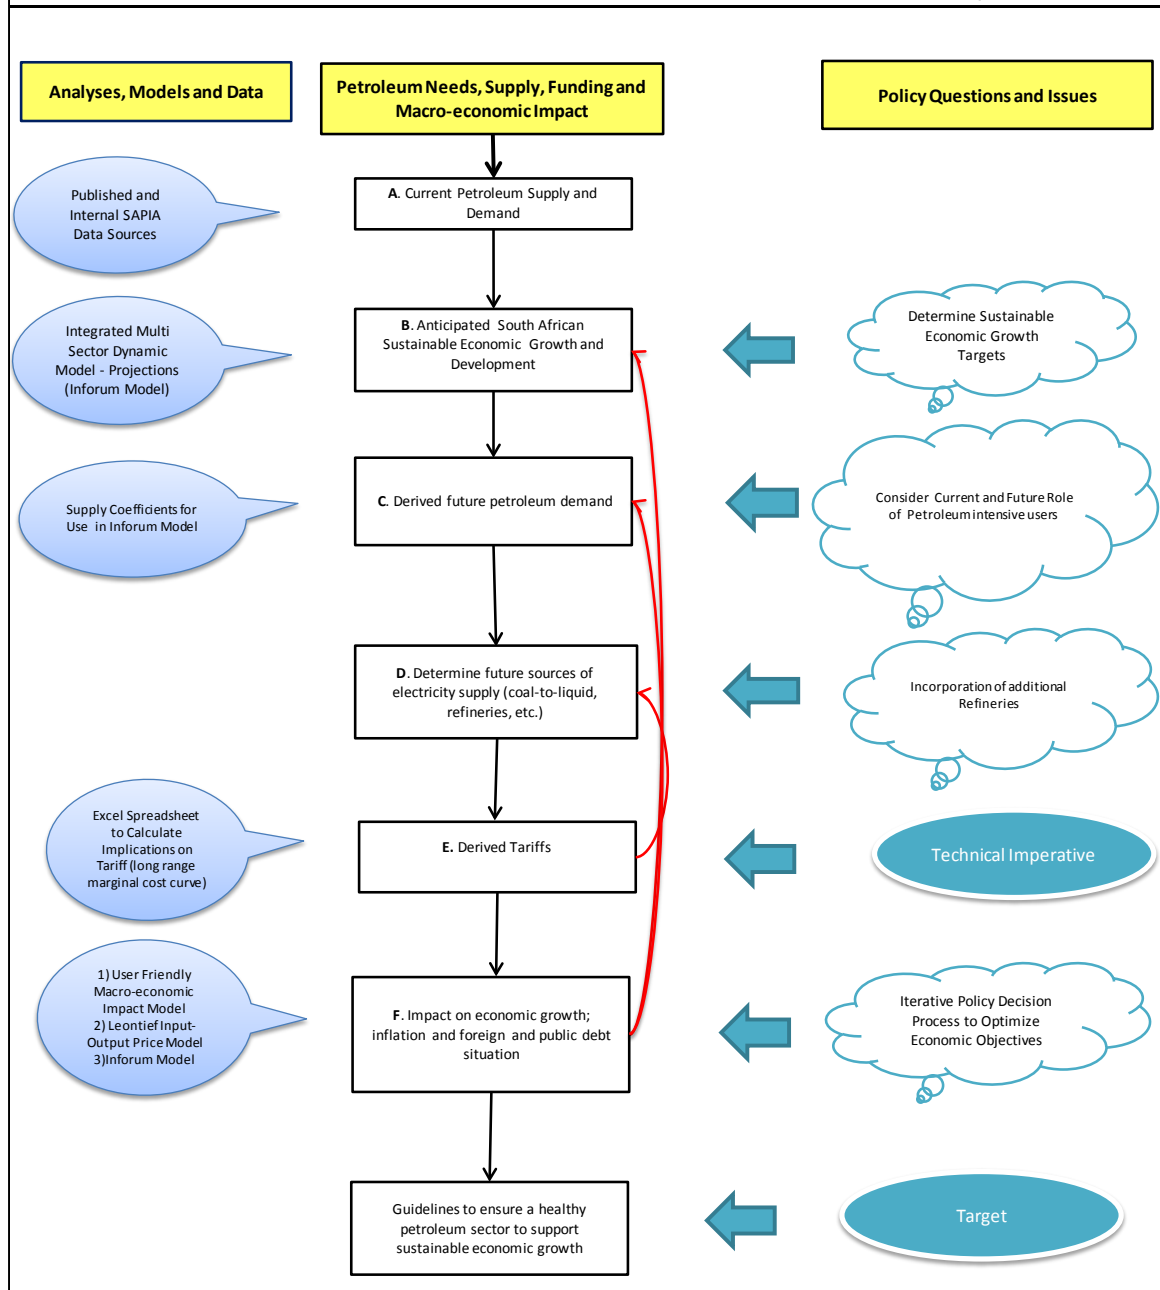 Analyses, Models and Data
Petroleum Needs, Supply, Funding and
Macro-economic Impact
Policy Questions and Issues
Published and
Internal SAPIA
Data Sources
A. Current Petroleum Supply and
Demand
Integrated Multi
Sector Dynamic
Model - Projections
(Inforum Model)
B. Anticipated South African
Sustainable Economic Growth and
Development
Determine Sustainable
Economic Growth
Targets
Supply Coefficients for
Use in Inforum Model
C. Derived future petroleum demand
Consider Current and Future Role
of Petroleum intensive users
D. Determine future sources of
electricity supply (coal-to-liquid,
refineries, etc.)
Incorporation of additional
Refineries
Excel Spreadsheet
to Calculate
Implications on
Tariff (long range
marginal cost curve)
E. Derived Tariffs
Technical Imperative
1) User Friendly
Macro-economic
Impact Model
2) Leontief Input-
Output Price Model
3)Inforum Model
F. Impact on economic growth;
inflation and foreign and public debt
situation
Iterative Policy Decision
Process to Optimize
Economic Objectives
Guidelines to ensure a healthy
petroleum sector to support
sustainable economic growth
Target